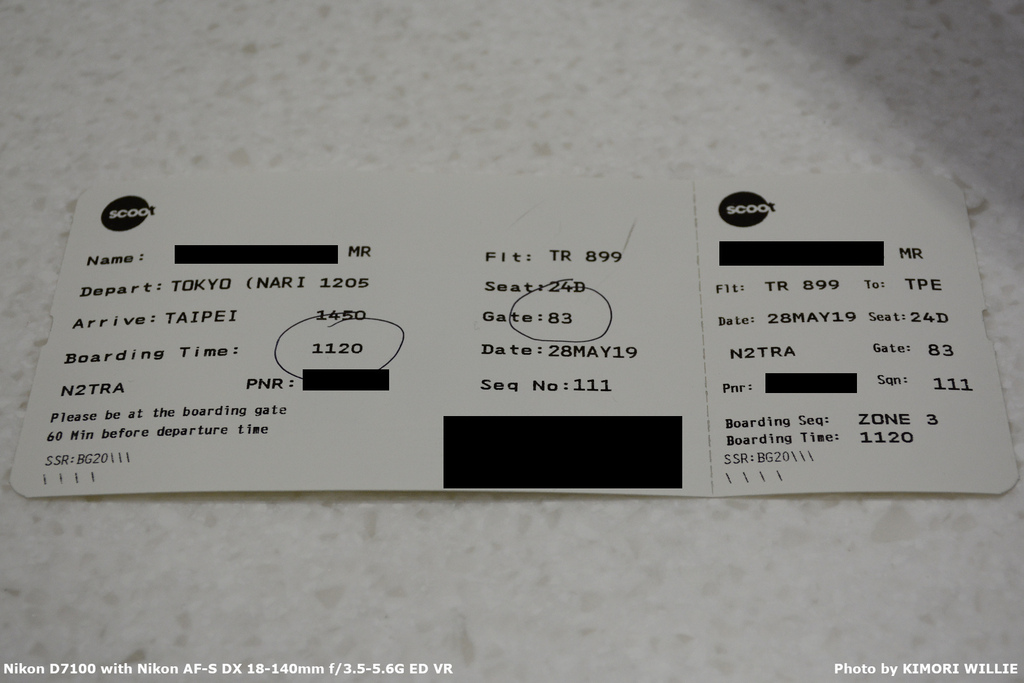 scoot
Name: MR
Depart: TOKYO (NARI 1205
Arrive: TAIPEI 1450
Boarding Time: 1120
N2TRA PNR:
Please be at the boarding gate
60 Min before departure time
SSR:BG20\\\
\ \ \ \
Flt: TR 899
Seat: 24D
Gate: 83
Date: 28MAY19
Seq No: 111
scoot
MR
Flt: TR 899 To: TPE
Date: 28MAY19 Seat: 24D
N2TRA Gate: 83
Pnr: Sqn: 111
Boarding Seq: ZONE 3
Boarding Time: 1120
SSR:BG20\\\
\ \ \ \
Nikon D7100 with Nikon AF-S DX 18-140mm f/3.5-5.6G ED VR
Photo by KIMORI WILLIE